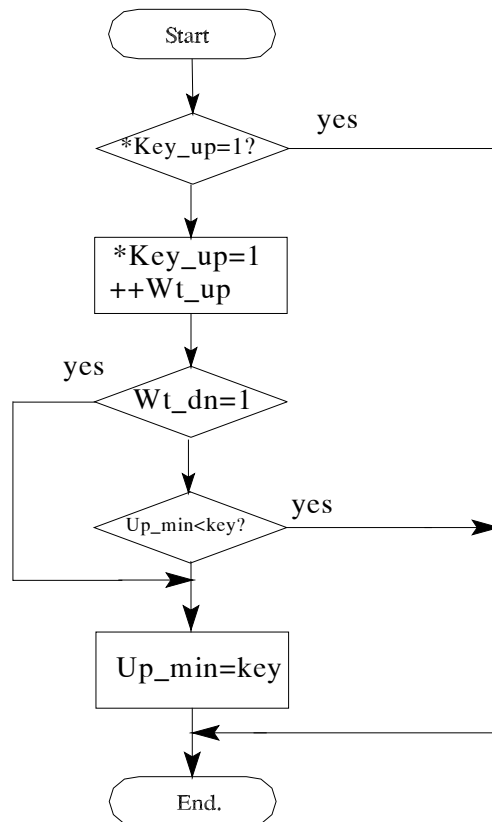 Start
yes
*Key_up=1?
*Key_up=1
++Wt_up
yes
Wt_dn=1
yes
Up_min<key?
Up_min=key
End.